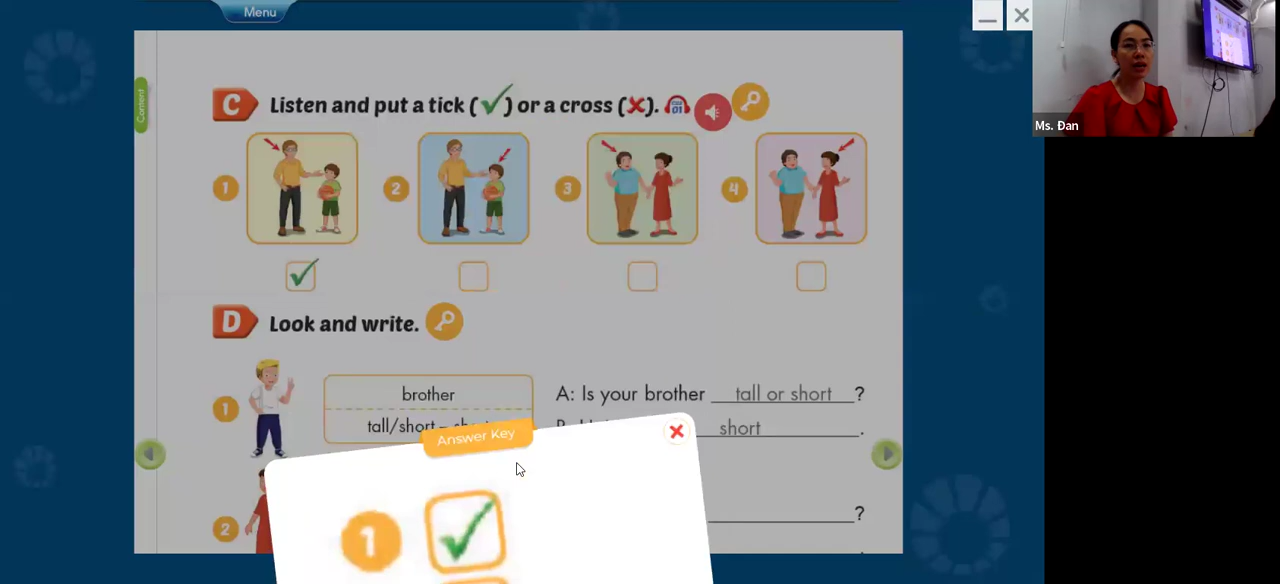 Menu
Ms. Đan
Content
C Listen and put a tick (✓) or a cross (✗).
1 2 3 4
D Look and write.
1 brother
A: Is your brother tall or short ?
short .
Answer Key
2 ?
1